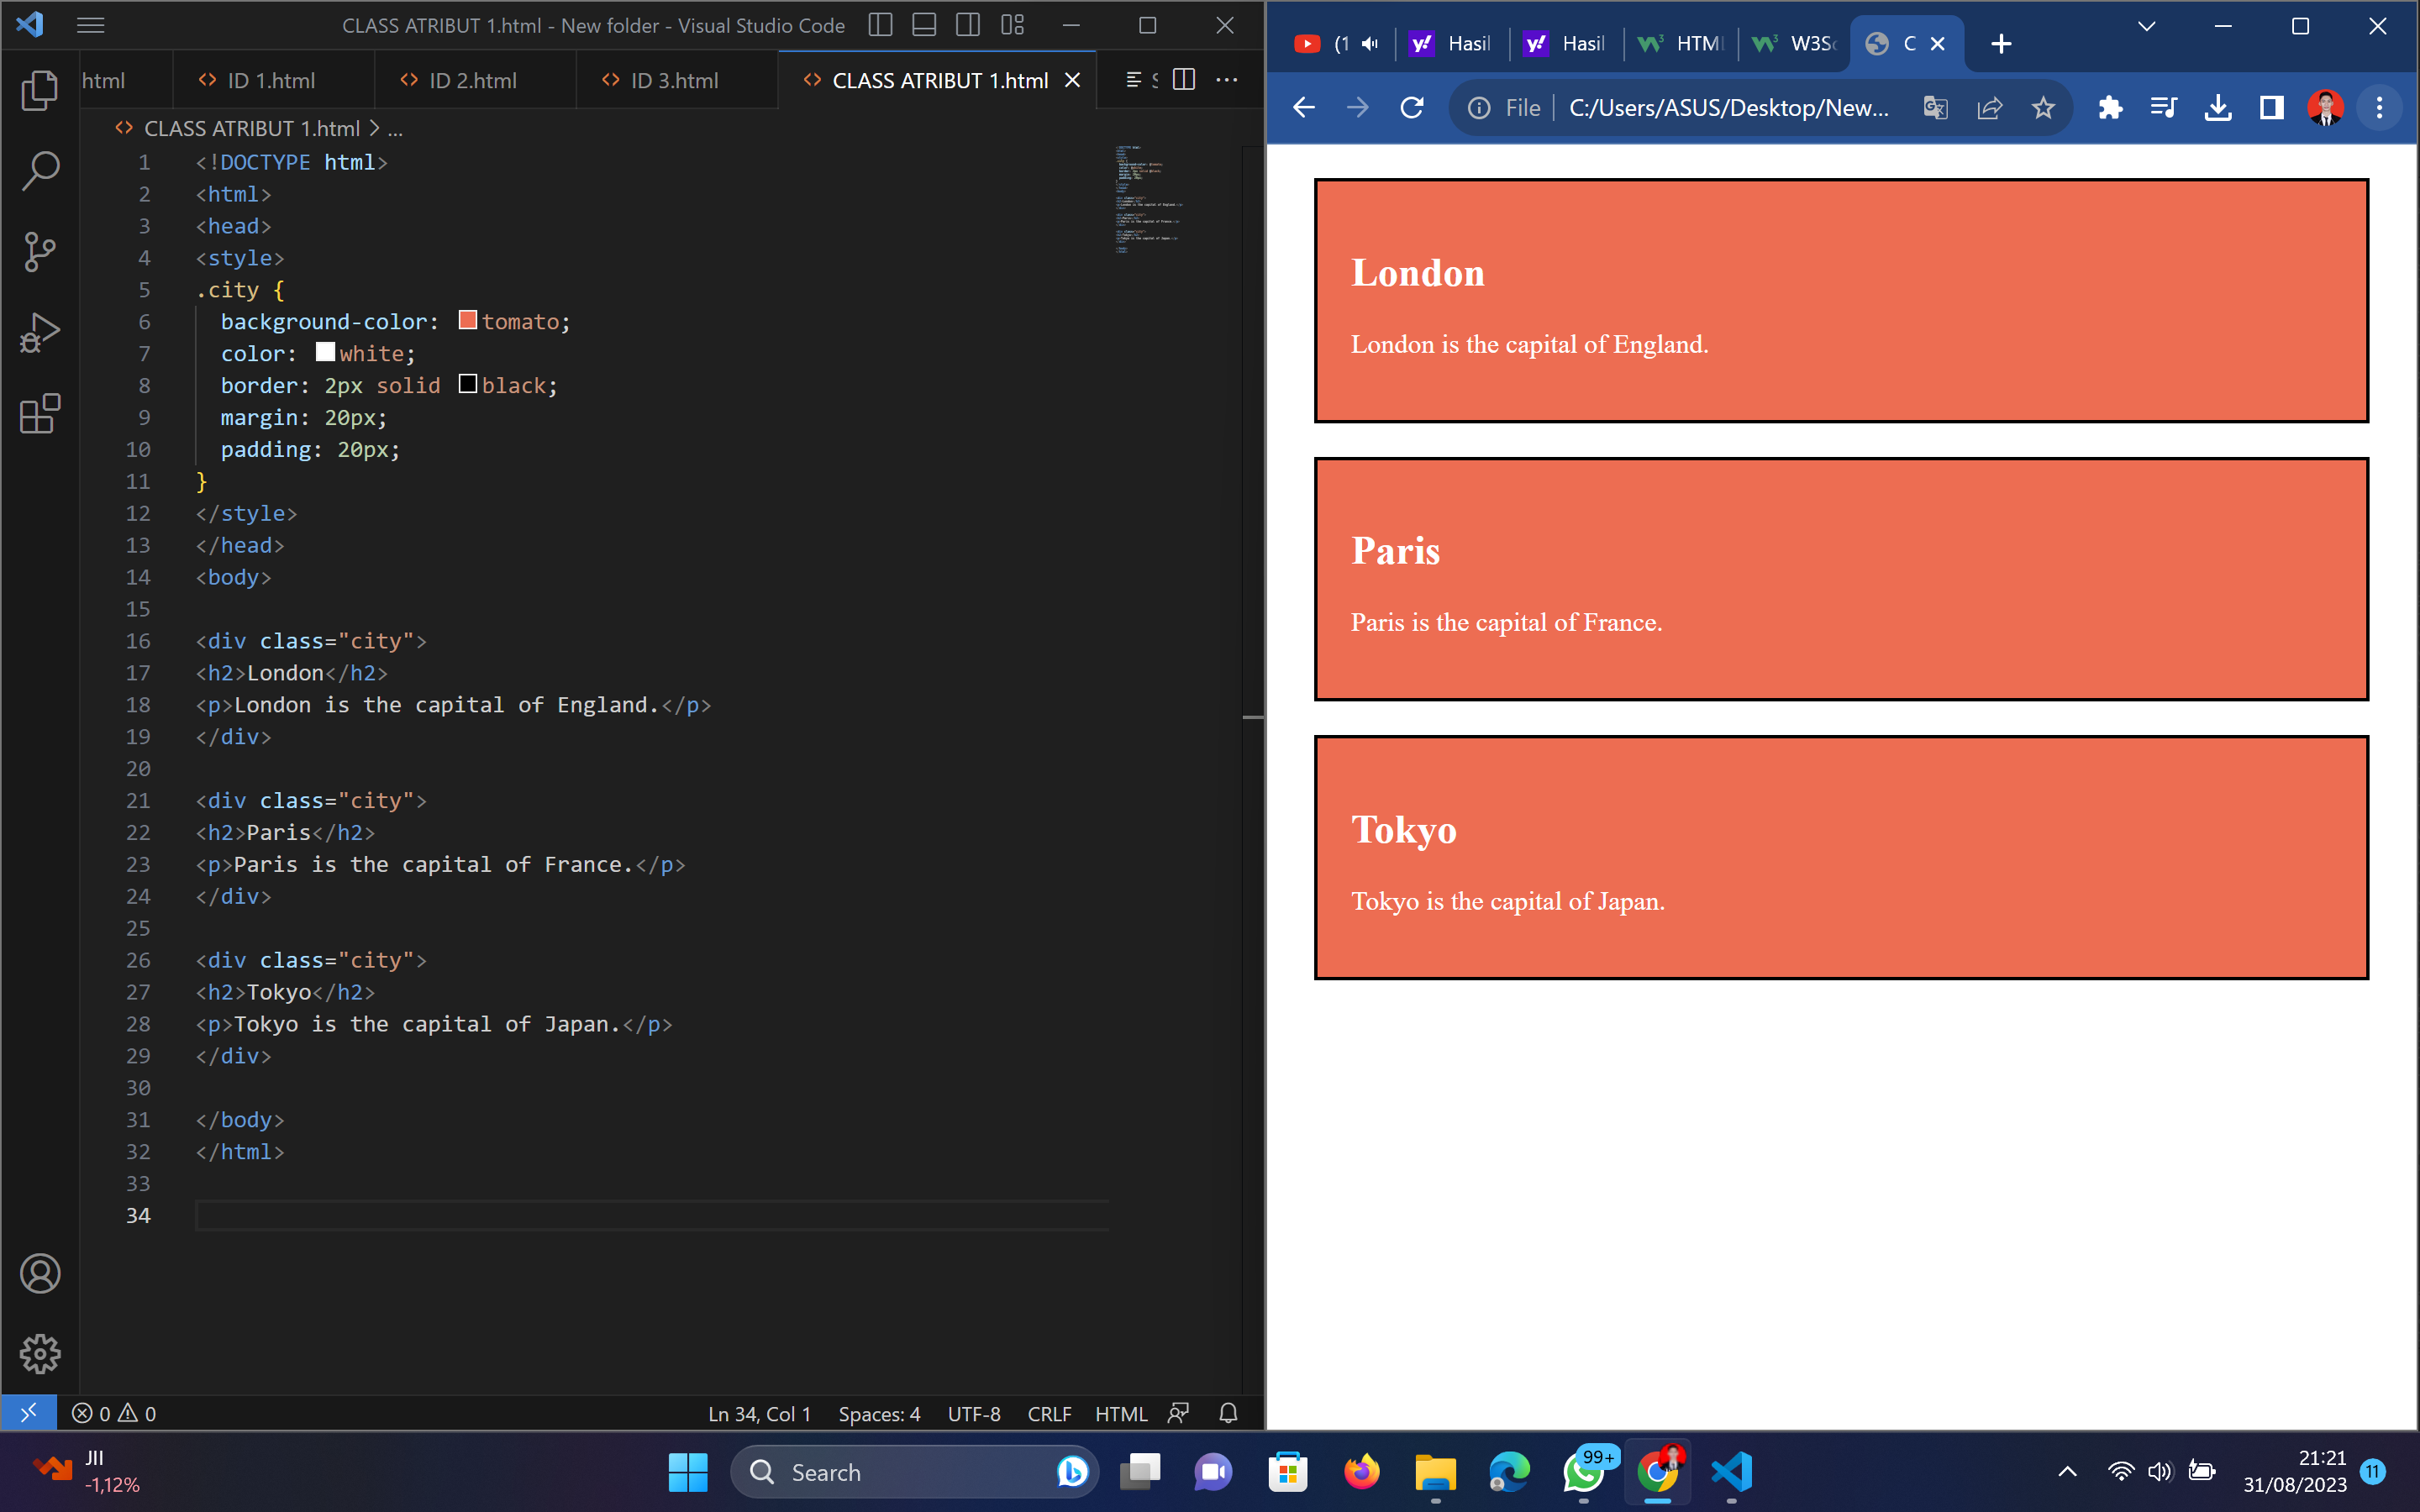 CLASS ATRIBUT 1.html - New folder - Visual Studio Code
html
ID 1.html
ID 2.html
ID 3.html
CLASS ATRIBUT 1.html
CLASS ATRIBUT 1.html > ...
1 <!DOCTYPE html>
2 <html>
3 <head>
4 <style>
5 .city {
6 background-color: tomato;
7 color: white;
8 border: 2px solid black;
9 margin: 20px;
10 padding: 20px;
11 }
12 </style>
13 </head>
14 <body>
15
16 <div class="city">
17 <h2>London</h2>
18 <p>London is the capital of England.</p>
19 </div>
20
21 <div class="city">
22 <h2>Paris</h2>
23 <p>Paris is the capital of France.</p>
24 </div>
25
26 <div class="city">
27 <h2>Tokyo</h2>
28 <p>Tokyo is the capital of Japan.</p>
29 </div>
30
31 </body>
32 </html>
33
34
0 0
Ln 34, Col 1 Spaces: 4 UTF-8 CRLF HTML
(1 Hasil Hasil HTML W3Sc C
File C:/Users/ASUS/Desktop/New...
London
London is the capital of England.
Paris
Paris is the capital of France.
Tokyo
Tokyo is the capital of Japan.
JII
-1,12%
Search
99+
21:21
31/08/2023
11